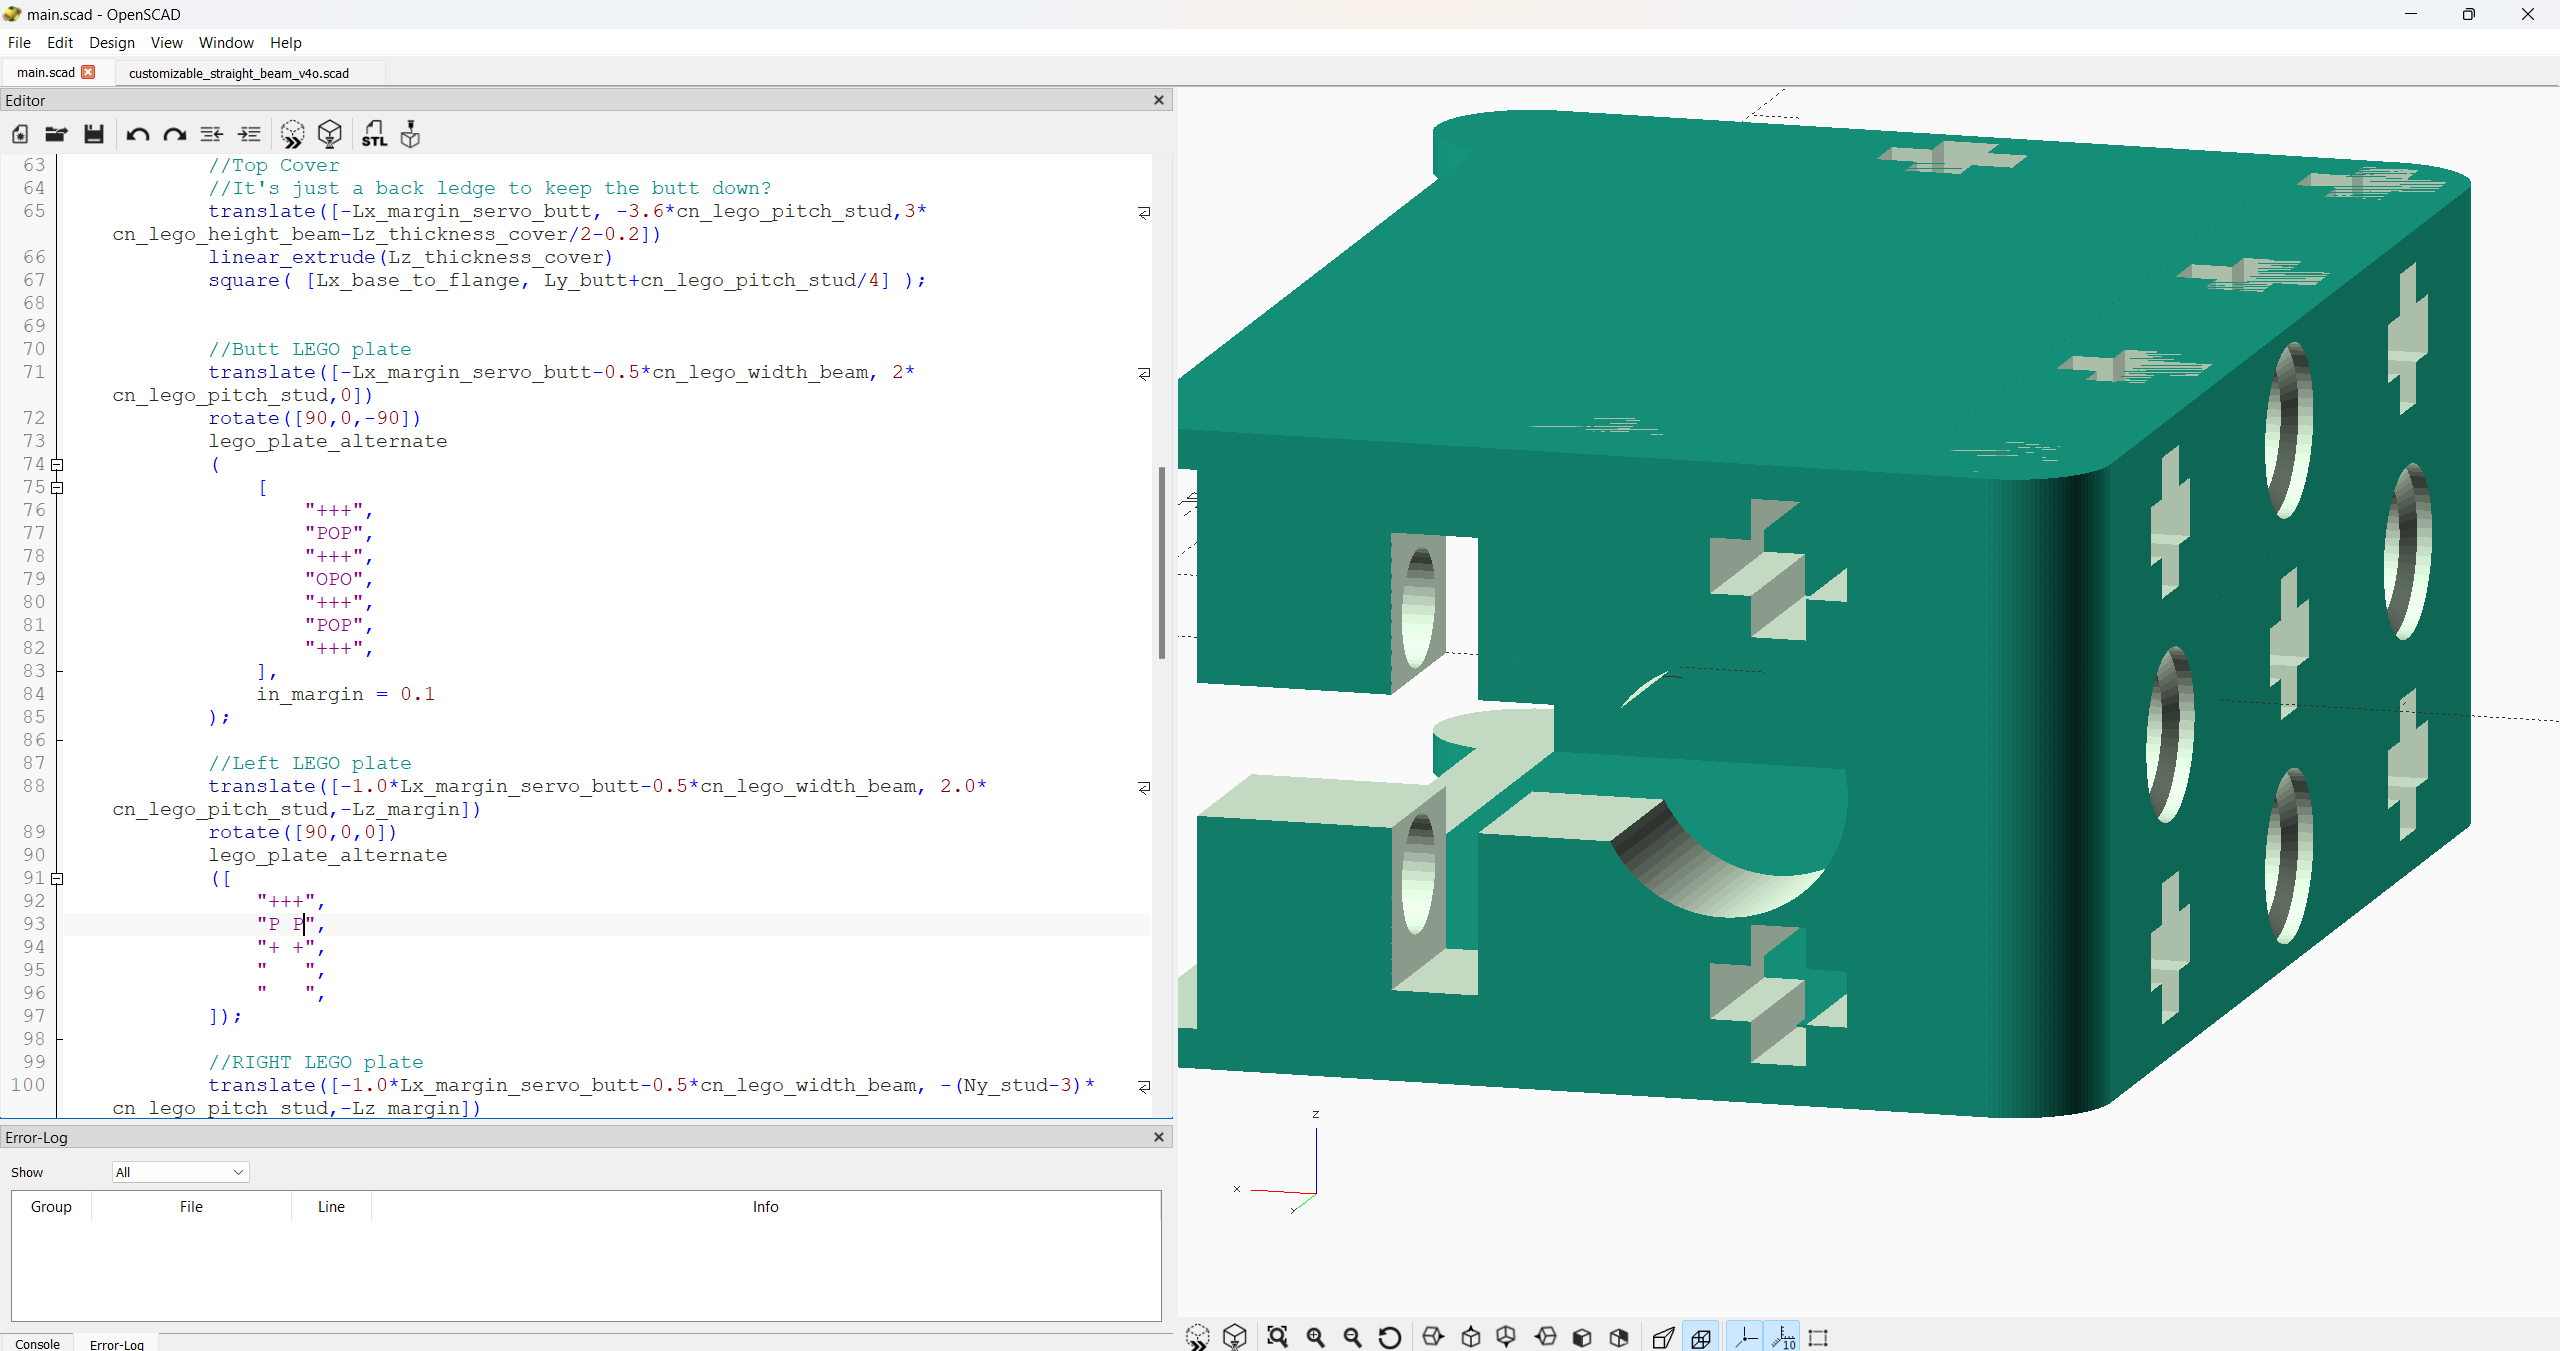 main.scad - OpenSCAD
File Edit Design View Window Help
main.scad customizable_straight_beam_v4o.scad
Editor
STL
63 //Top Cover
64 //It's just a back ledge to keep the butt down?
65 translate([-Lx_margin_servo_butt, -3.6*cn_lego_pitch_stud,3*
cn_lego_height_beam-Lz_thickness_cover/2-0.2])
66 linear_extrude(Lz_thickness_cover)
67 square( [Lx_base_to_flange, Ly_butt+cn_lego_pitch_stud/4] );
68
69
70 //Butt LEGO plate
71 translate([-Lx_margin_servo_butt-0.5*cn_lego_width_beam, 2*
cn_lego_pitch_stud,0])
72 rotate([90,0,-90])
73 lego_plate_alternate
74 (
75 [
76 "+++",
77 "POP",
78 "+++",
79 "OPO",
80 "+++",
81 "POP",
82 "+++",
83 ],
84 in_margin = 0.1
85 );
86
87 //Left LEGO plate
88 translate([-1.0*Lx_margin_servo_butt-0.5*cn_lego_width_beam, 2.0*
cn_lego_pitch_stud,-Lz_margin])
89 rotate([90,0,0])
90 lego_plate_alternate
91 ([
92 "+++",
93 "P P",
94 "+ +",
95 "   ",
96 "   ",
97 ]);
98
99 //RIGHT LEGO plate
100 translate([-1.0*Lx_margin_servo_butt-0.5*cn_lego_width_beam, -(Ny_stud-3)*
cn_lego_pitch_stud,-Lz_margin])
z
x
y
Error-Log
Show All
Group File Line Info
Console Error-Log
10